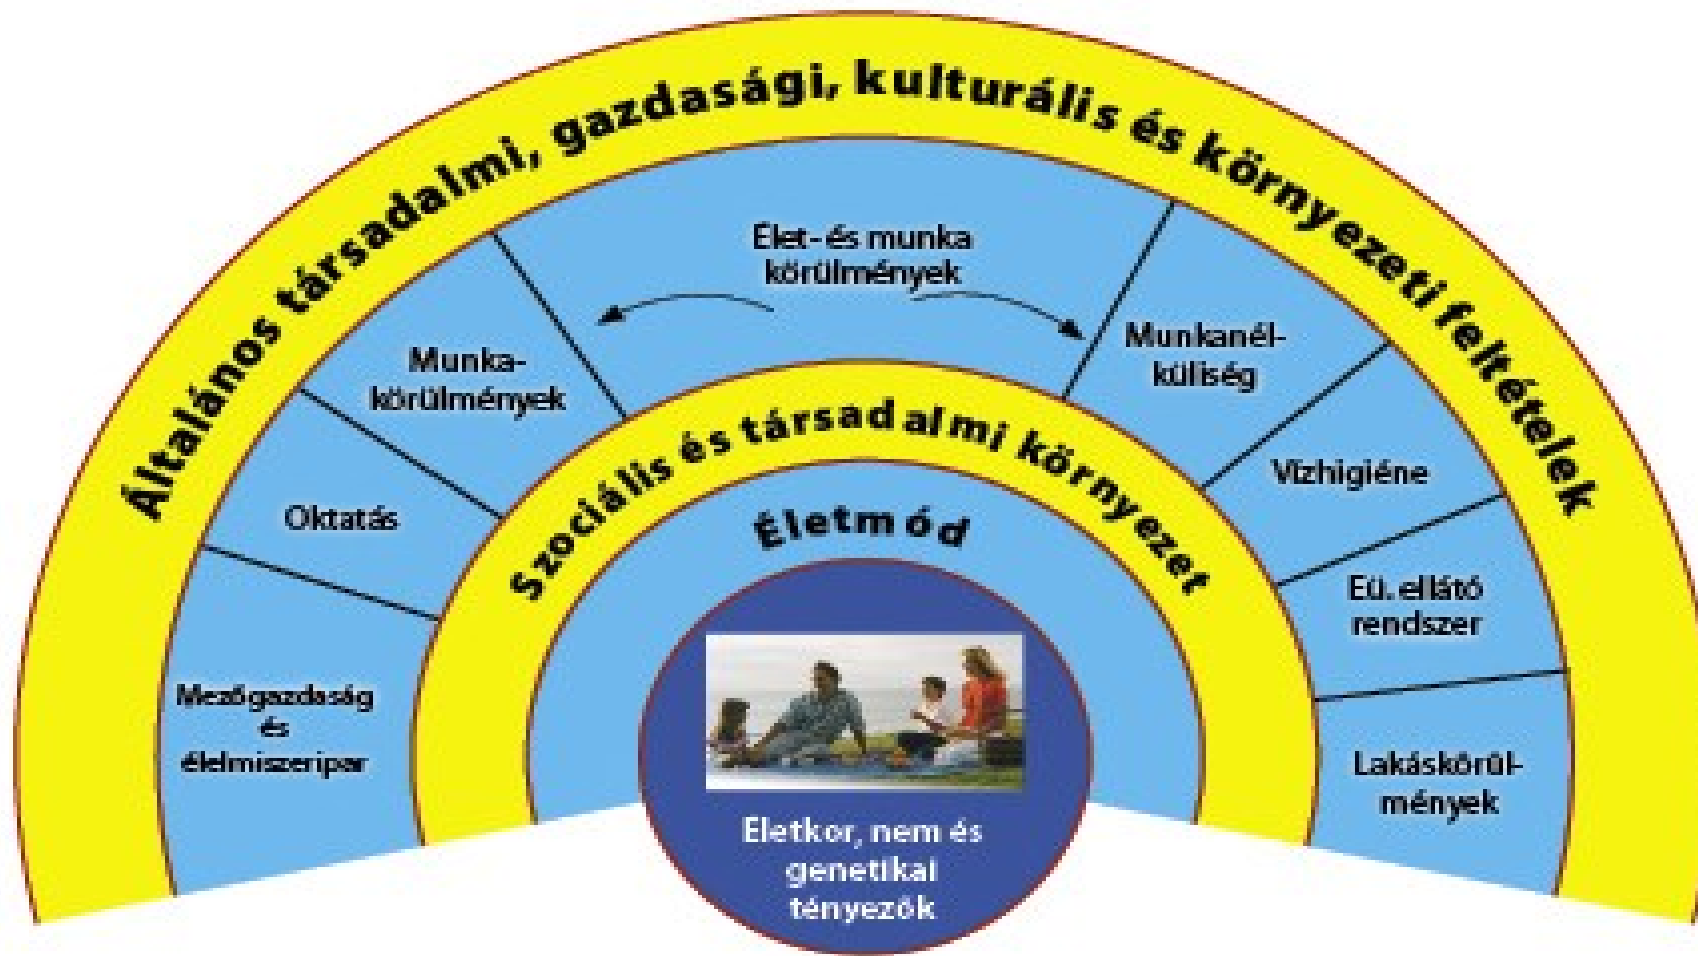 Általános társadalmi, gazdasági, kulturális és környezeti feltételek
Élet- és munka
körülmények
Munka-
körülmények
Munkanél-
küliség
Oktatás
Vízhigiéne
Mezőgazdaság
és
élelmiszeripar
Eü. ellátó
rendszer
Lakáskörül-
mények
Szociális és társadalmi környezet
Életmód
Életkor, nem és
genetikai
tényezők